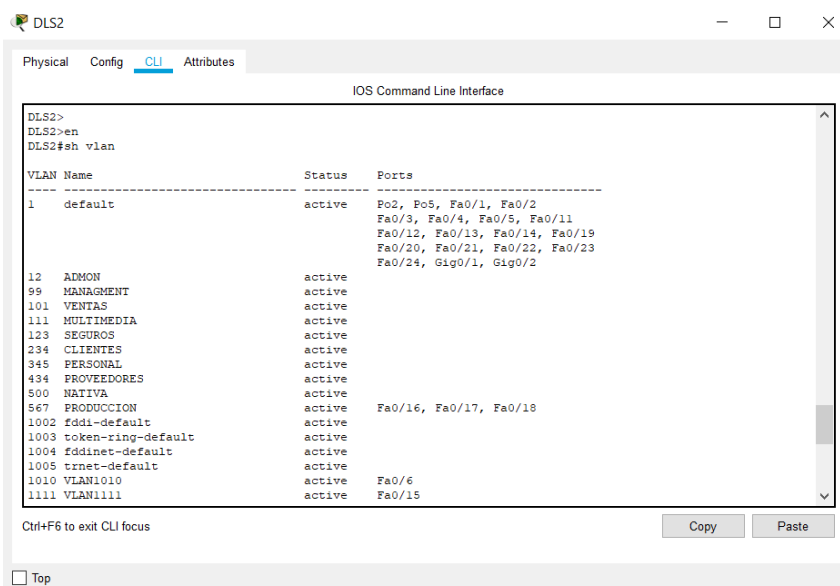 DLS2
Physical Config CLI Attributes
IOS Command Line Interface
DLS2>
DLS2>en
DLS2#sh vlan
VLAN Name                             Status    Ports
---- -------------------------------- --------- -------------------------------
1    default                          active    Po2, Po5, Fa0/1, Fa0/2
                                                Fa0/3, Fa0/4, Fa0/5, Fa0/11
                                                Fa0/12, Fa0/13, Fa0/14, Fa0/19
                                                Fa0/20, Fa0/21, Fa0/22, Fa0/23
                                                Fa0/24, Gig0/1, Gig0/2
12   ADMON                            active
99   MANAGMENT                        active
101  VENTAS                           active
111  MULTIMEDIA                       active
123  SEGUROS                          active
234  CLIENTES                         active
345  PERSONAL                         active
434  PROVEEDORES                      active
500  NATIVA                           active
567  PRODUCCION                       active    Fa0/16, Fa0/17, Fa0/18
1002 fddi-default                     active
1003 token-ring-default               active
1004 fddinet-default                  active
1005 trnet-default                    active
1010 VLAN1010                         active    Fa0/6
1111 VLAN1111                         active    Fa0/15
Ctrl+F6 to exit CLI focus
Copy Paste
Top